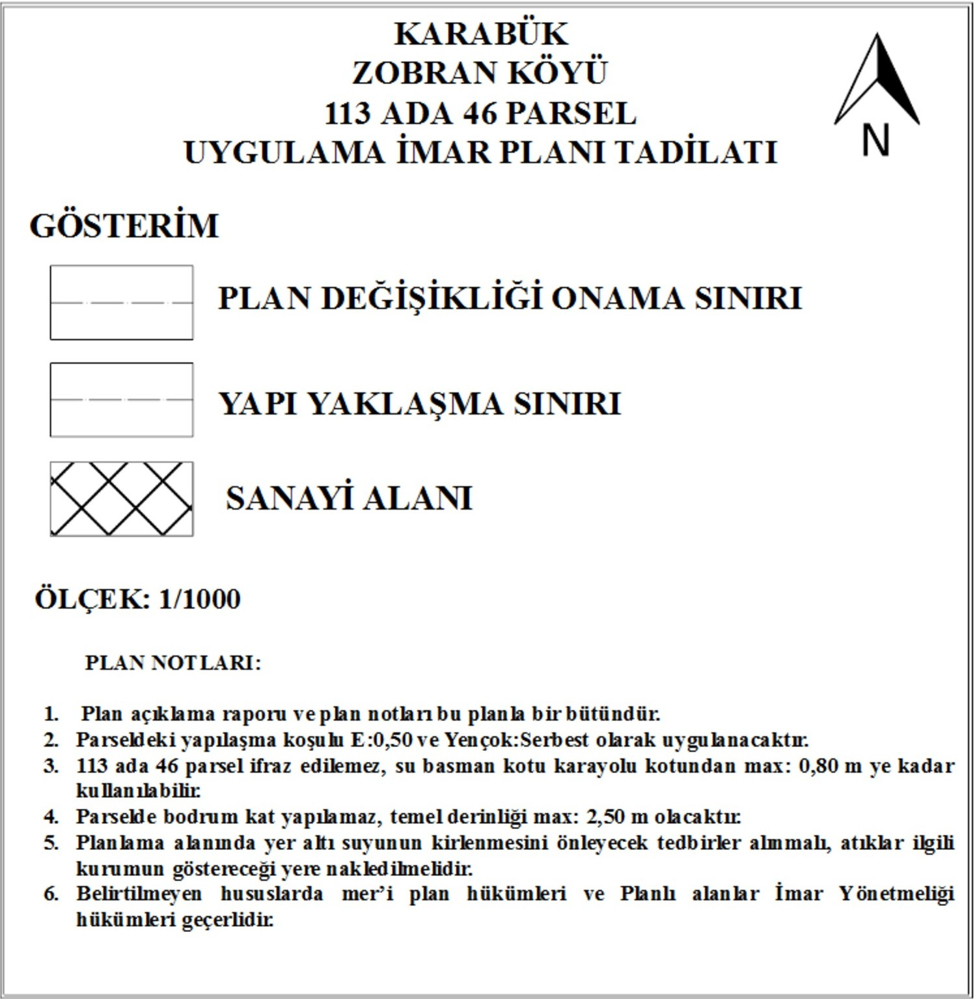 KARABÜK
ZOBRAN KÖYÜ
113 ADA 46 PARSEL
UYGULAMA İMAR PLANI TADİLATI
N
GÖSTERİM
PLAN DEĞİŞİKLİĞİ ONAMA SINIRI
YAPI YAKLAŞMA SINIRI
SANAYİ ALANI
ÖLÇEK: 1/1000
PLAN NOTLARI:
1. Plan açıklama raporu ve plan notları bu planla bir bütündür.
2. Parseldeki yapılaşma koşulu E:0,50 ve Yençok:Serbest olarak uygulanacaktır.
3. 113 ada 46 parsel ifraz edilemez, su basman kotu karayolu kotundan max: 0,80 m ye kadar
kullanılabilir.
4. Parselde bodrum kat yapılamaz, temel derinliği max: 2,50 m olacaktır.
5. Planlama alanında yer altı suyunun kirlenmesini önleyecek tedbirler alınmalı, atıklar ilgili
kurumun göstereceği yere nakledilmelidir.
6. Belirtilmeyen hususlarda mer'i plan hükümleri ve Planlı alanlar İmar Yönetmeliği
hükümleri geçerlidir.